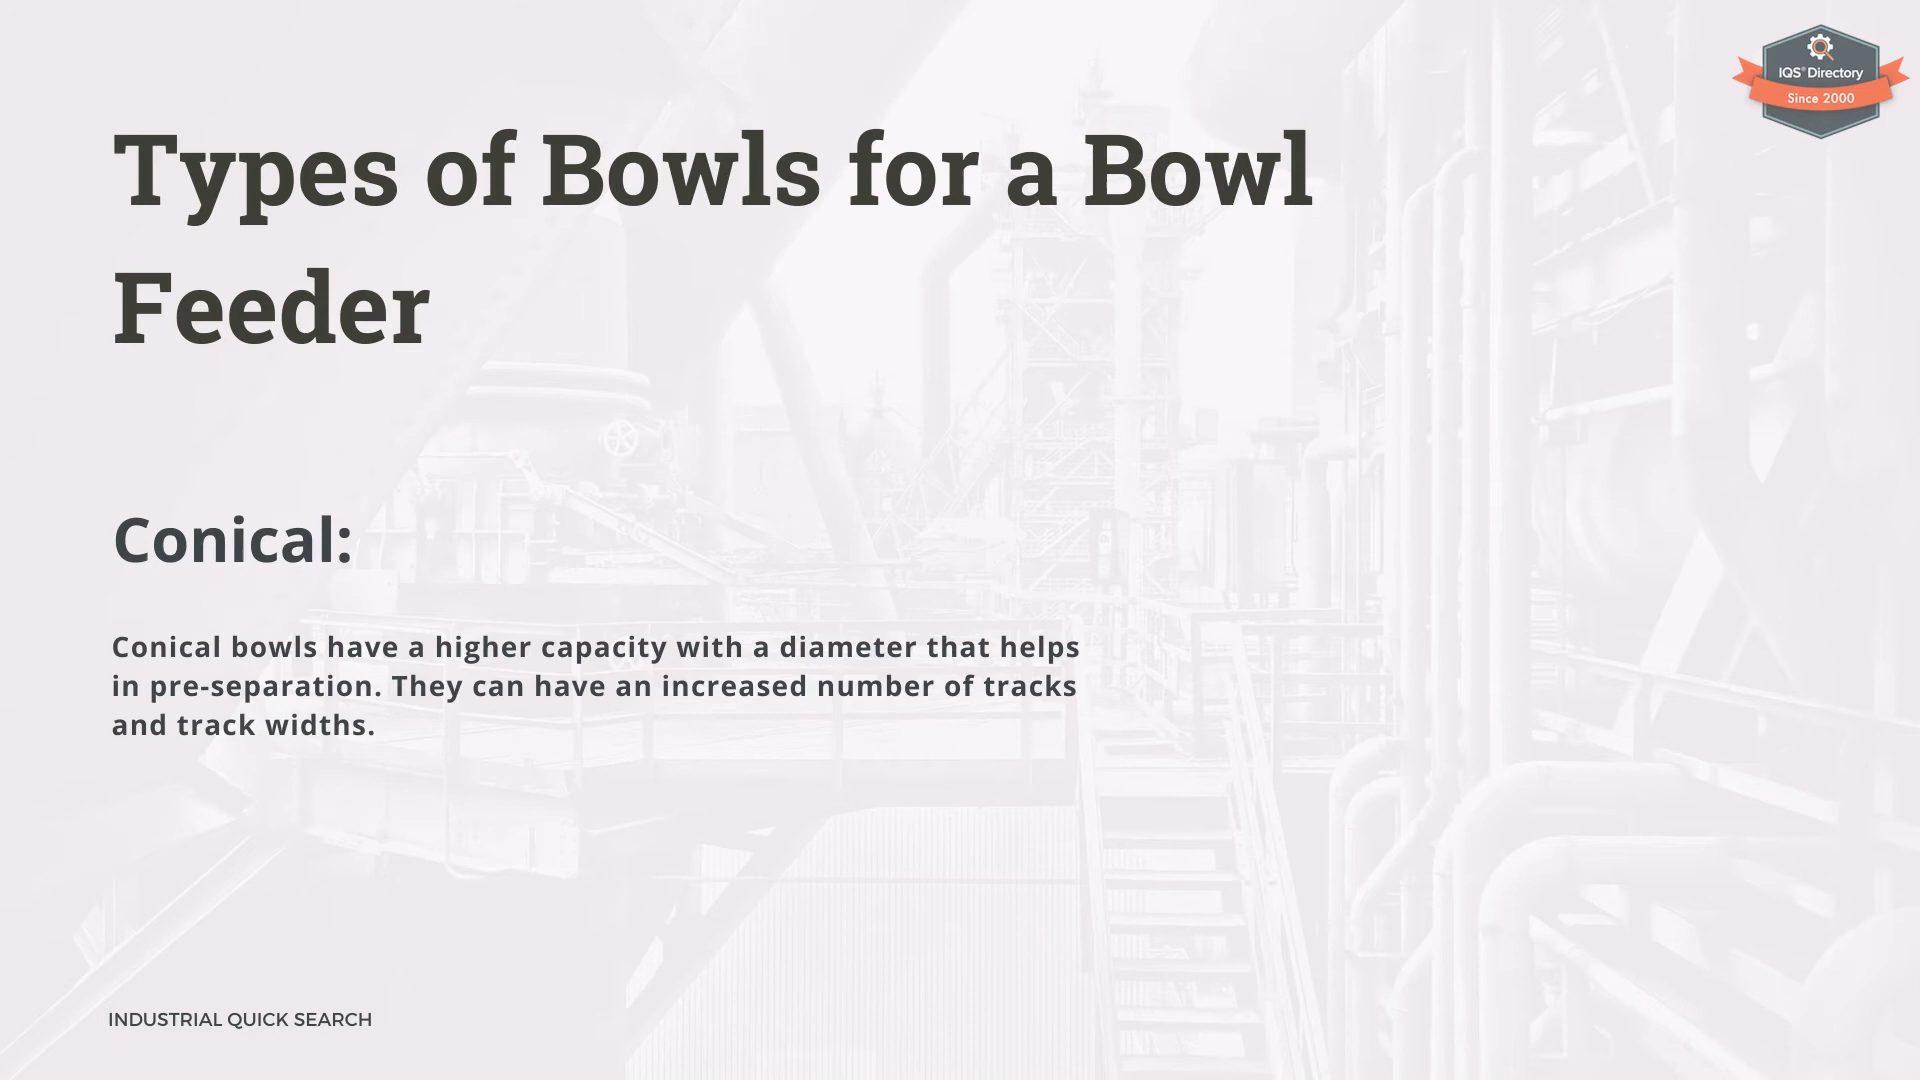 IQS® Directory
Since 2000
Types of Bowls for a Bowl
Feeder
Conical:
Conical bowls have a higher capacity with a diameter that helps
in pre-separation. They can have an increased number of tracks
and track widths.
INDUSTRIAL QUICK SEARCH